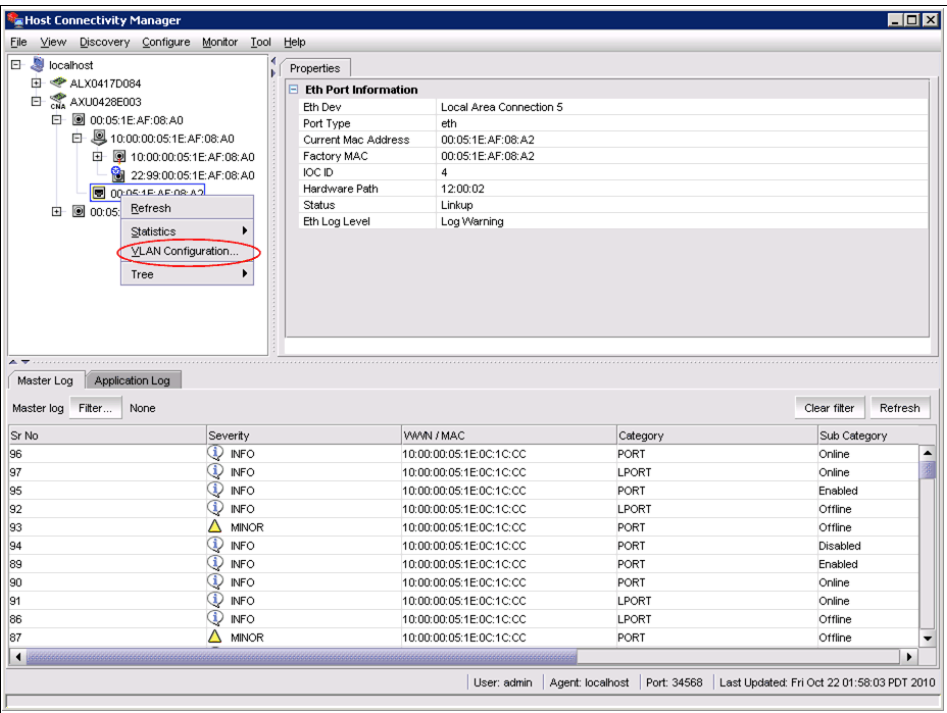 Host Connectivity Manager
File View Discovery Configure Monitor Tool Help
localhost
ALX0417D084
CNA AXU0428E003
00:05:1E:AF:08:A0
10:00:00:05:1E:AF:08:A0
10:00:00:05:1E:AF:08:A0
22:99:00:05:1E:AF:08:A0
00:05:1E:AF:08:A2
00:05:
Refresh
Statistics
VLAN Configuration...
Tree
Properties
Eth Port Information
Eth Dev Local Area Connection 5
Port Type eth
Current Mac Address 00:05:1E:AF:08:A2
Factory MAC 00:05:1E:AF:08:A2
IOC ID 4
Hardware Path 12:00:02
Status Linkup
Eth Log Level Log Warning
Master Log Application Log
Master log Filter... None Clear filter Refresh
Sr No Severity WWN / MAC Category Sub Category
96 INFO 10:00:00:05:1E:0C:1C:CC PORT Online
97 INFO 10:00:00:05:1E:0C:1C:CC LPORT Online
95 INFO 10:00:00:05:1E:0C:1C:CC PORT Enabled
92 INFO 10:00:00:05:1E:0C:1C:CC LPORT Offline
93 MINOR 10:00:00:05:1E:0C:1C:CC PORT Offline
94 INFO 10:00:00:05:1E:0C:1C:CC PORT Disabled
89 INFO 10:00:00:05:1E:0C:1C:CC PORT Enabled
90 INFO 10:00:00:05:1E:0C:1C:CC PORT Online
91 INFO 10:00:00:05:1E:0C:1C:CC LPORT Online
86 INFO 10:00:00:05:1E:0C:1C:CC LPORT Offline
87 MINOR 10:00:00:05:1E:0C:1C:CC PORT Offline
User: admin Agent: localhost Port: 34568 Last Updated: Fri Oct 22 01:58:03 PDT 2010